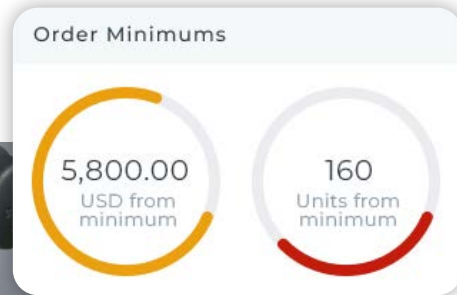 Order Minimums
5,800.00
USD from
minimum
160
Units from
minimum